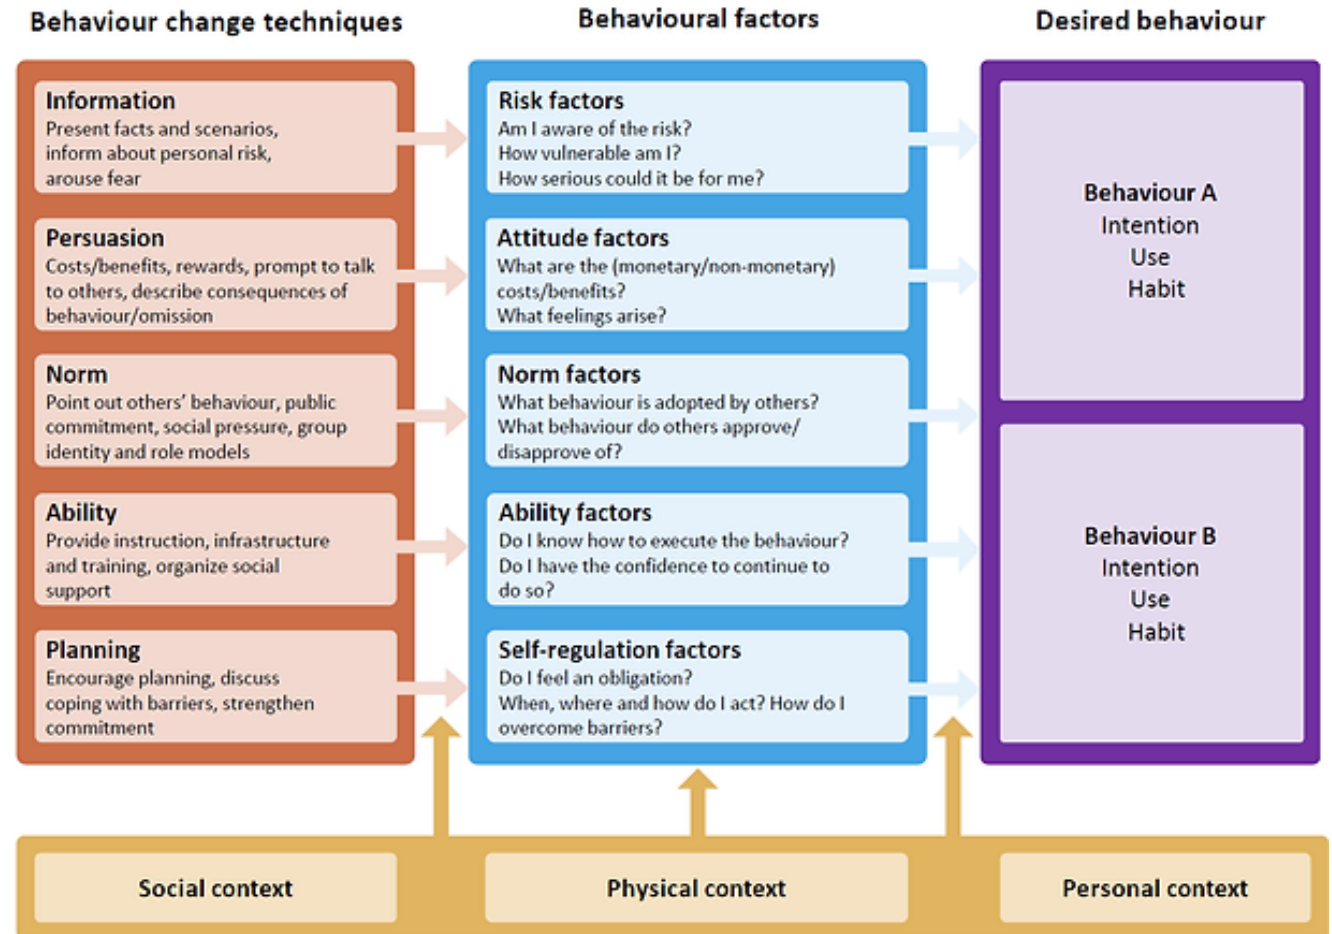 Behaviour change techniques
Information
Present facts and scenarios,
inform about personal risk,
arouse fear
Persuasion
Costs/benefits, rewards, prompt to talk
to others, describe consequences of
behaviour/omission
Norm
Point out others’ behaviour, public
commitment, social pressure, group
identity and role models
Ability
Provide instruction, infrastructure
and training, organize social
support
Planning
Encourage planning, discuss
coping with barriers, strengthen
commitment
Behavioural factors
Risk factors
Am I aware of the risk?
How vulnerable am I?
How serious could it be for me?
Attitude factors
What are the (monetary/non-monetary)
costs/benefits?
What feelings arise?
Norm factors
What behaviour is adopted by others?
What behaviour do others approve/
disapprove of?
Ability factors
Do I know how to execute the behaviour?
Do I have the confidence to continue to
do so?
Self-regulation factors
Do I feel an obligation?
When, where and how do I act? How do I
overcome barriers?
Desired behaviour
Behaviour A
Intention
Use
Habit
Behaviour B
Intention
Use
Habit
Social context
Physical context
Personal context